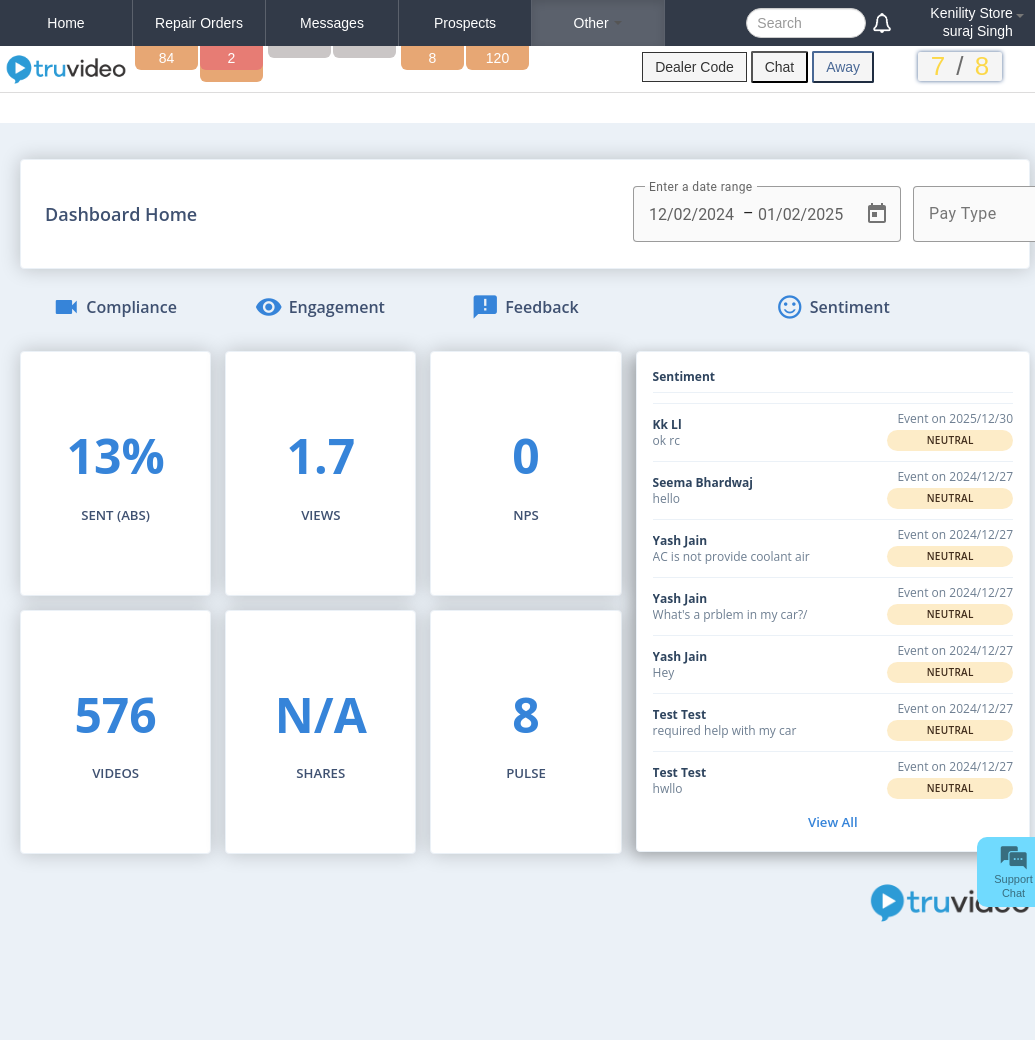 Home Repair Orders Messages Prospects Other Search Kenility Store
suraj Singh
truvideo 84 2 8 120 Dealer Code Chat Away 7 / 8
Dashboard Home
Enter a date range
12/02/2024 – 01/02/2025
Pay Type
Compliance Engagement Feedback Sentiment
13%
SENT (ABS)
1.7
VIEWS
0
NPS
576
VIDEOS
N/A
SHARES
8
PULSE
Sentiment
Kk Ll
ok rc
Event on 2025/12/30
NEUTRAL
Seema Bhardwaj
hello
Event on 2024/12/27
NEUTRAL
Yash Jain
AC is not provide coolant air
Event on 2024/12/27
NEUTRAL
Yash Jain
What's a prblem in my car?/
Event on 2024/12/27
NEUTRAL
Yash Jain
Hey
Event on 2024/12/27
NEUTRAL
Test Test
required help with my car
Event on 2024/12/27
NEUTRAL
Test Test
hwllo
Event on 2024/12/27
NEUTRAL
View All
Support
Chat
truvideo